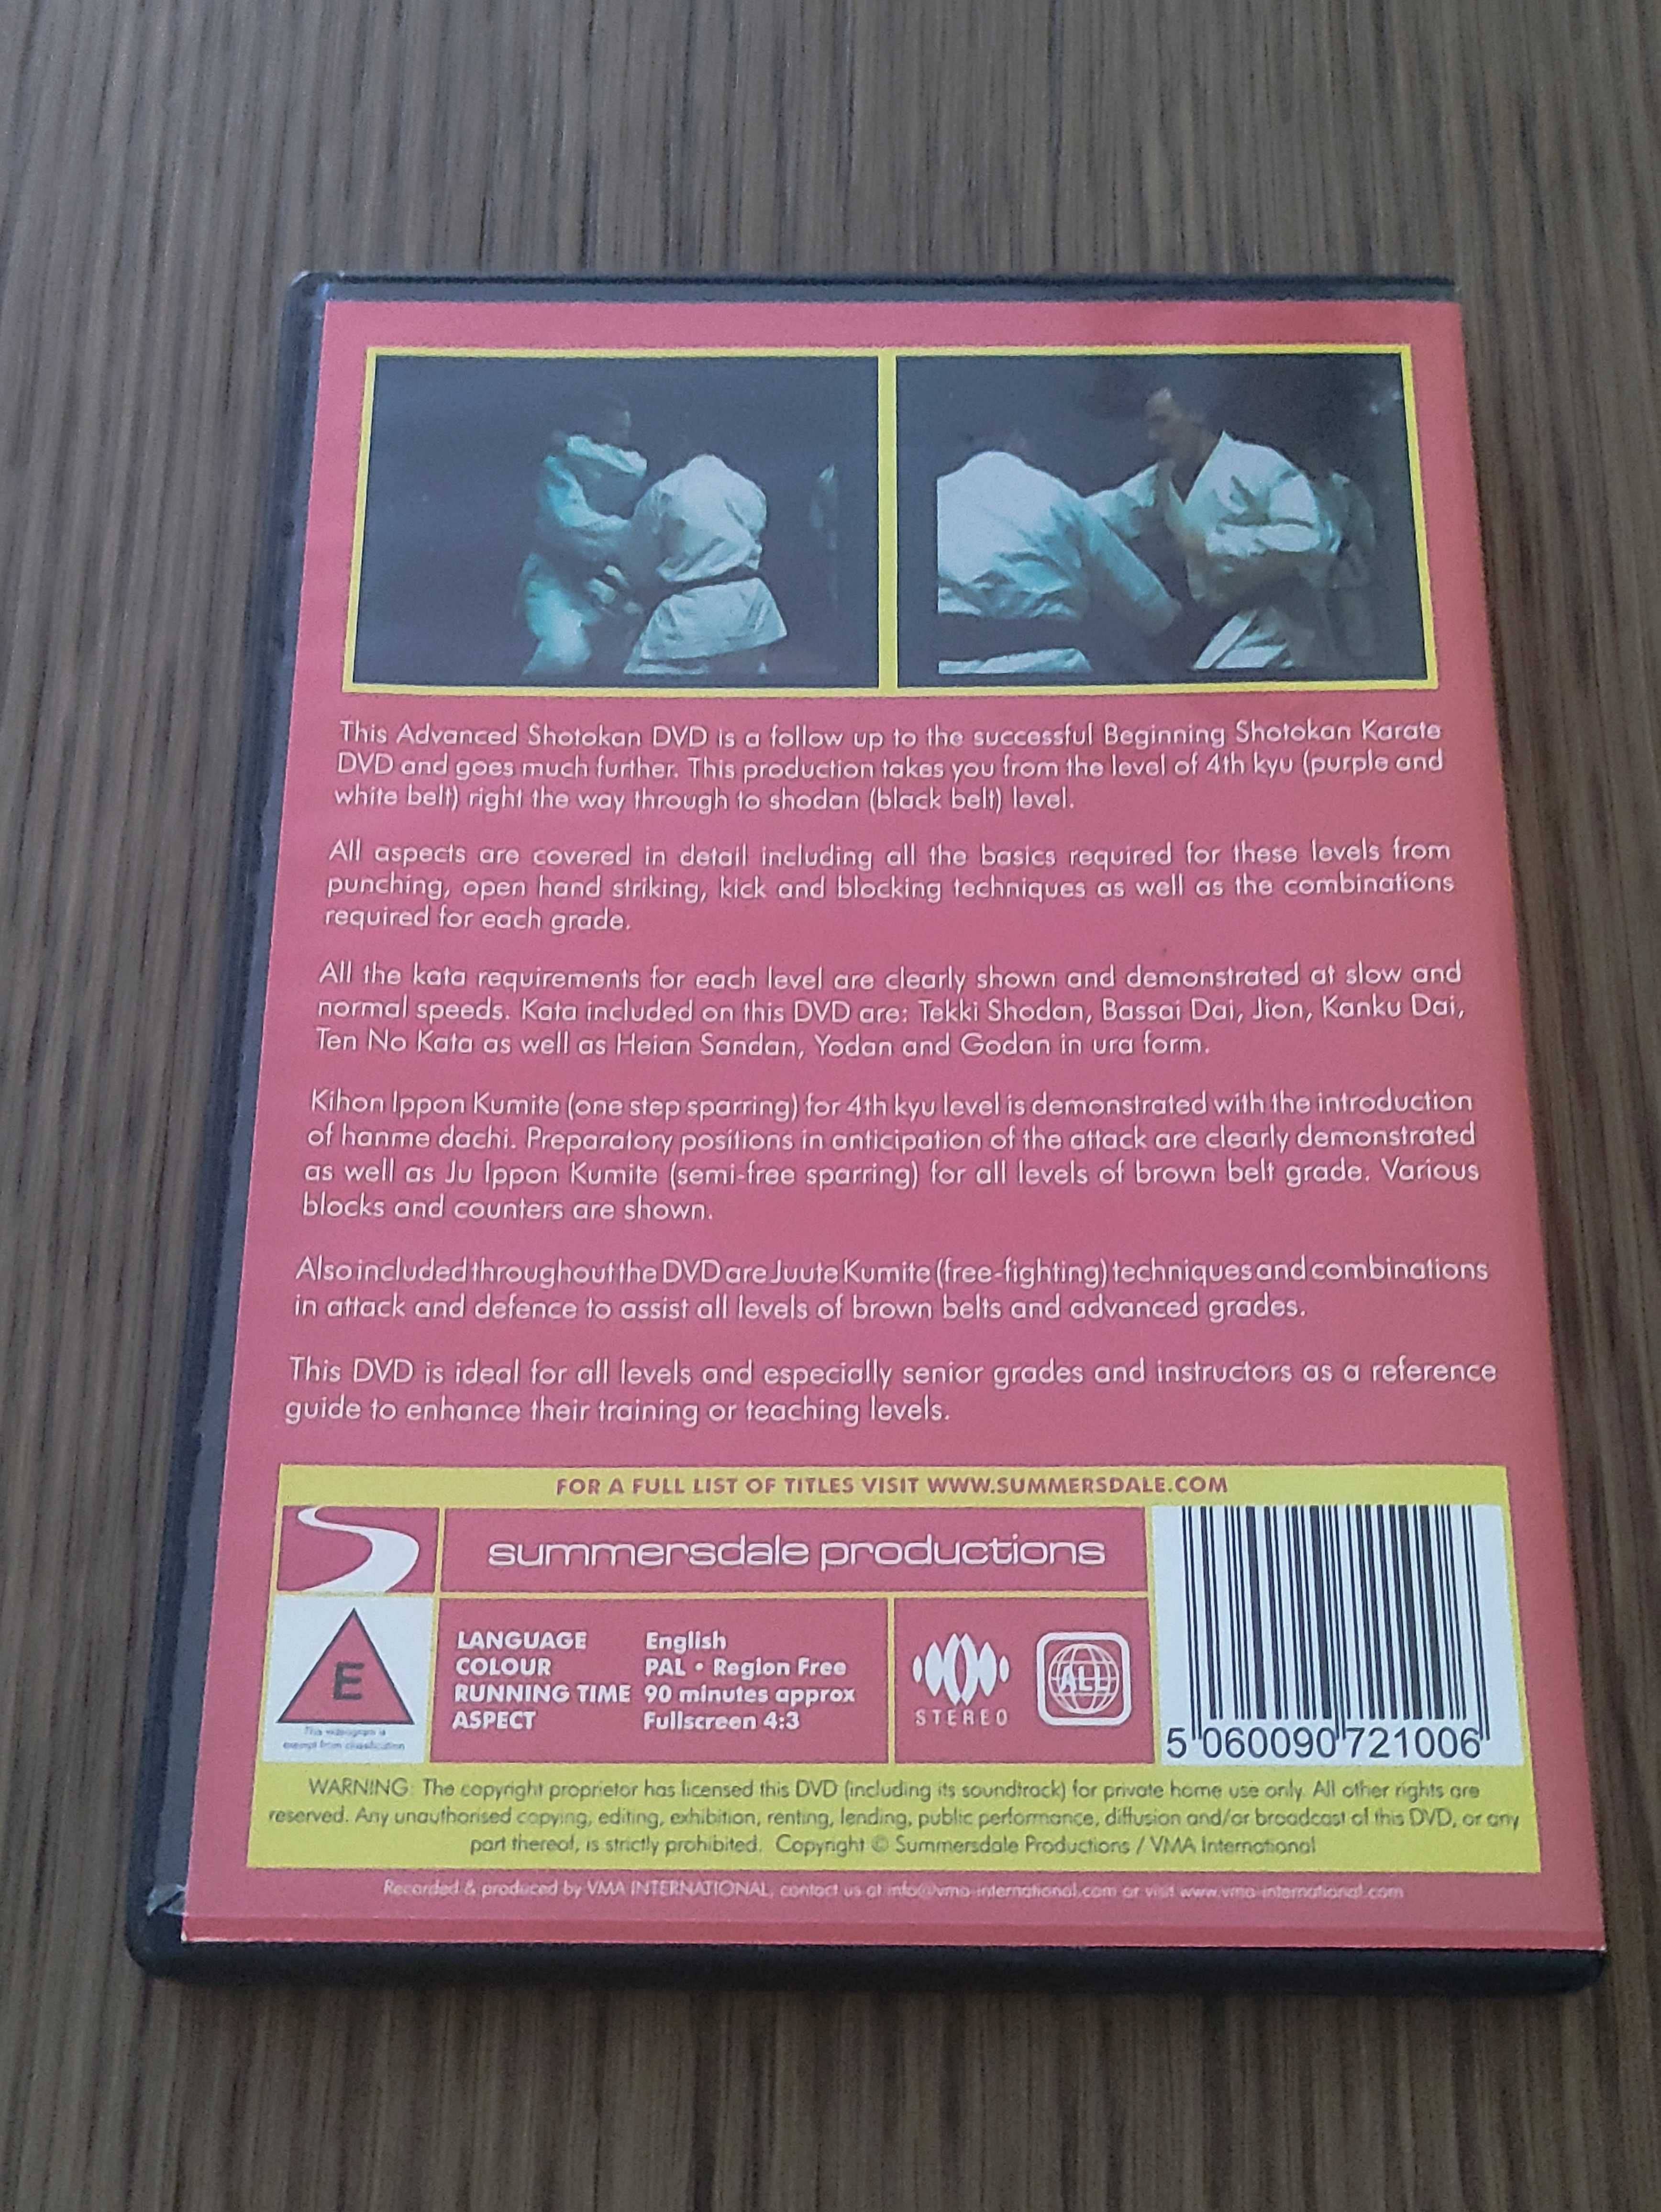 This Advanced Shotokan DVD is a follow up to the successful Beginning Shotokan Karate
DVD and goes much further. This production takes you from the level of 4th kyu (purple and
white belt) right the way through to shodan (black belt) level.
All aspects are covered in detail including all the basics required for these levels from
punching, open hand striking, kick and blocking techniques as well as the combinations
required for each grade.
All the kata requirements for each level are clearly shown and demonstrated at slow and
normal speeds. Kata included on this DVD are: Tekki Shodan, Bassai Dai, Jion, Kanku Dai,
Ten No Kata as well as Heian Sandan, Yodan and Godan in ura form.
Kihon Ippon Kumite (one step sparring) for 4th kyu level is demonstrated with the introduction
of hanme dachi. Preparatory positions in anticipation of the attack are clearly demonstrated
as well as Ju Ippon Kumite (semi-free sparring) for all levels of brown belt grade. Various
blocks and counters are shown.
Also included throughout the DVD are Juute Kumite (free-fighting) techniques and combinations
in attack and defence to assist all levels of brown belts and advanced grades.
This DVD is ideal for all levels and especially senior grades and instructors as a reference
guide to enhance their training or teaching levels.
FOR A FULL LIST OF TITLES VISIT WWW.SUMMERSDALE.COM
summersdale productions
E
This videogram is
exempt from classification
LANGUAGE English
COLOUR PAL • Region Free
RUNNING TIME 90 minutes approx
ASPECT Fullscreen 4:3
STEREO
ALL
5 060090 721006
WARNING: The copyright proprietor has licensed this DVD (including its soundtrack) for private home use only. All other rights are
reserved. Any unauthorised copying, editing, exhibition, renting, lending, public performance, diffusion and/or broadcast of this DVD, or any
part thereof, is strictly prohibited. Copyright © Summersdale Productions / VMA International
Recorded & produced by VMA INTERNATIONAL, contact us at info@vma-international.com or visit www.vma-international.com